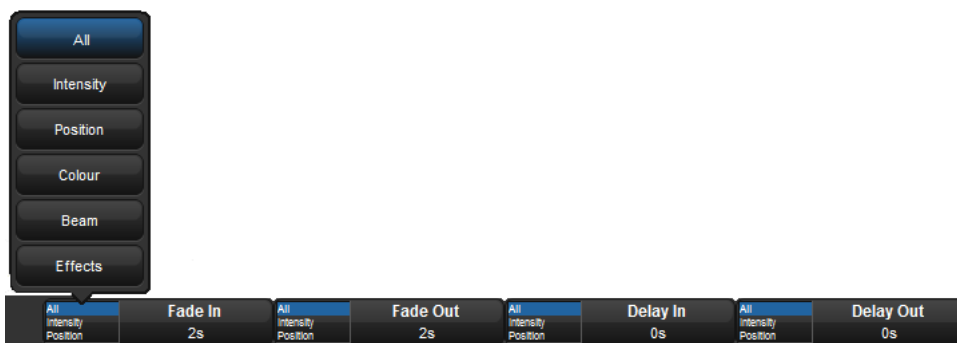 All
Intensity
Position
Colour
Beam
Effects
All
Intensity
Position
Fade In
2s
All
Intensity
Position
Fade Out
2s
All
Intensity
Position
Delay In
0s
All
Intensity
Position
Delay Out
0s